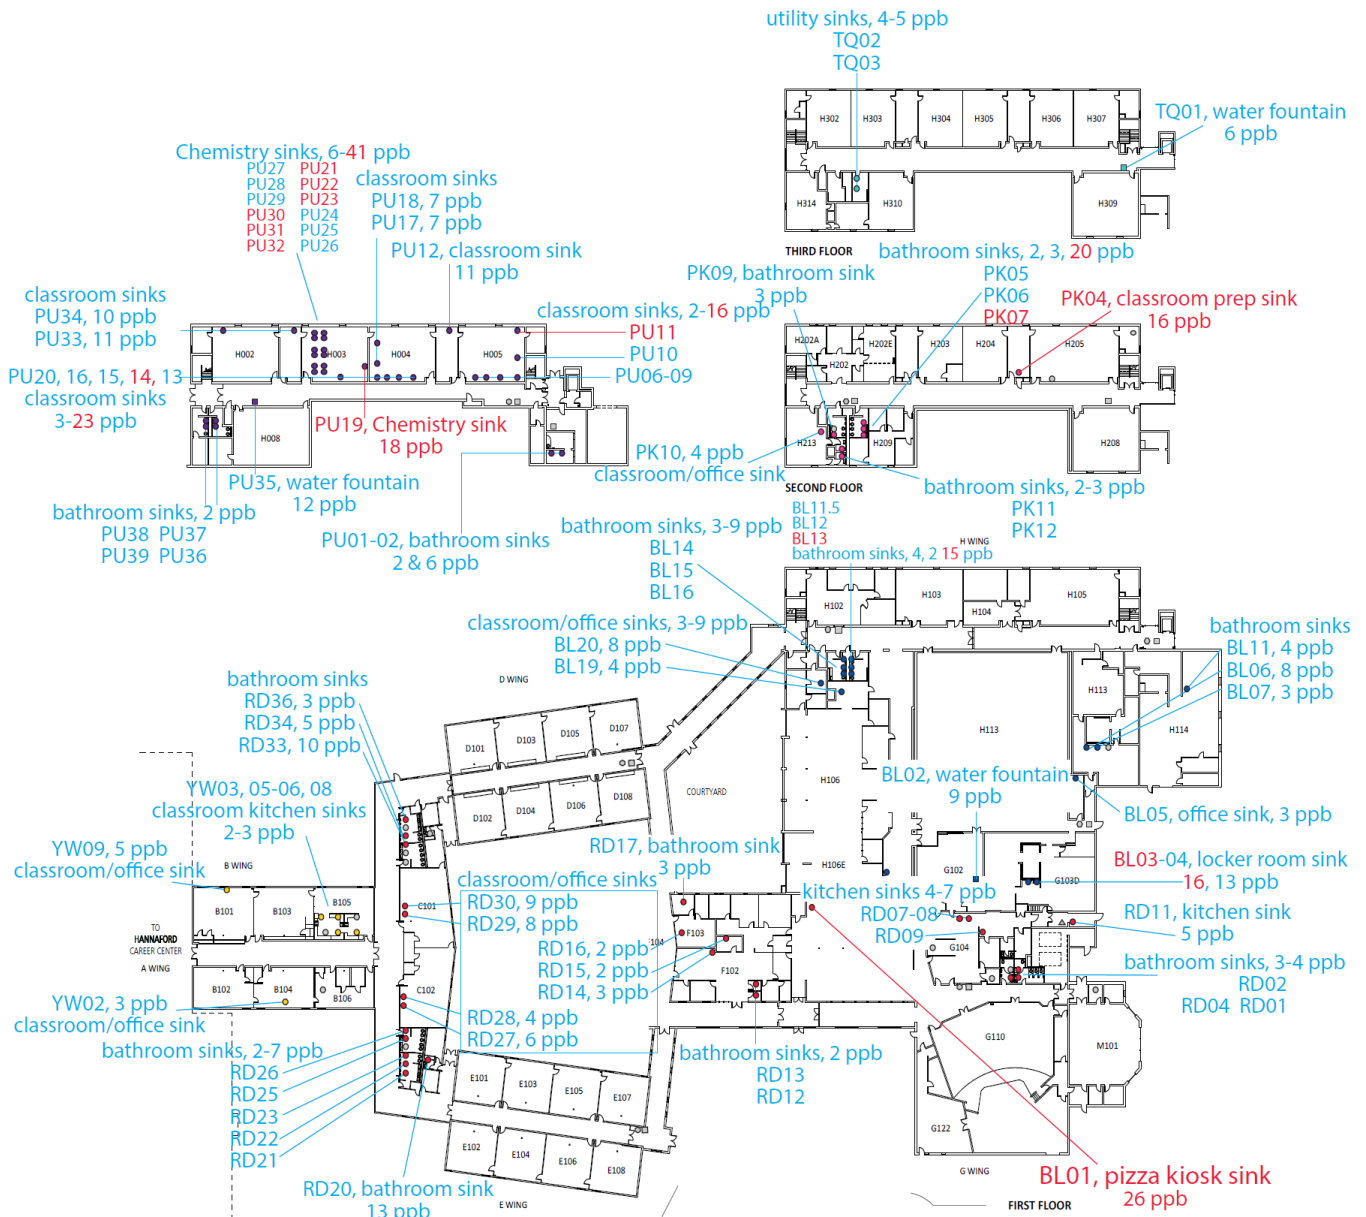 utility sinks, 4-5 ppb
TQ02
TQ03
TQ01, water fountain
6 ppb
H302
H303
H304
H305
H306
H307
H314
H310
H309
THIRD FLOOR
Chemistry sinks, 6-41 ppb
PU27 PU21
PU28 PU22
PU29 PU23
PU30 PU24
PU31 PU25
PU32 PU26
classroom sinks
PU18, 7 ppb
PU17, 7 ppb
PU12, classroom sink
11 ppb
classroom sinks
PU34, 10 ppb
PU33, 11 ppb
classroom sinks, 2-16 ppb
PU11
PU10
PU06-09
PU20, 16, 15, 14, 13
classroom sinks
3-23 ppb
H002
H003
H004
H005
H008
PU19, Chemistry sink
18 ppb
PU35, water fountain
12 ppb
bathroom sinks, 2 ppb
PU38 PU37
PU39 PU36
PU01-02, bathroom sinks
2 & 6 ppb
bathroom sinks, 2, 3, 20 ppb
PK05
PK06
PK07
PK09, bathroom sink
3 ppb
PK04, classroom prep sink
16 ppb
H202A
H202
H202E
H203
H204
H205
H213
H209
H208
PK10, 4 ppb
classroom/office sink
SECOND FLOOR
bathroom sinks, 2-3 ppb
PK11
PK12
H WING
BL11.5
BL12
BL13
bathroom sinks, 4, 2 15 ppb
bathroom sinks, 3-9 ppb
BL14
BL15
BL16
H102
H103
H104
H105
classroom/office sinks, 3-9 ppb
BL20, 8 ppb
BL19, 4 ppb
bathroom sinks
BL11, 4 ppb
BL06, 8 ppb
BL07, 3 ppb
H113
H114
H113
H106
H106E
COURTYARD
BL02, water fountain
9 ppb
BL05, office sink, 3 ppb
BL03-04, locker room sink
16, 13 ppb
G102
G103D
kitchen sinks 4-7 ppb
RD07-08
RD09
RD11, kitchen sink
5 ppb
G104
bathroom sinks, 3-4 ppb
RD02
RD04 RD01
G110
M101
G122
G WING
BL01, pizza kiosk sink
26 ppb
FIRST FLOOR
D WING
D101
D103
D105
D107
D102
D104
D106
D108
bathroom sinks
RD36, 3 ppb
RD34, 5 ppb
RD33, 10 ppb
YW03, 05-06, 08
classroom kitchen sinks
2-3 ppb
YW09, 5 ppb
classroom/office sink
B WING
B101
B103
B105
TO
HANNAFORD
CAREER CENTER
A WING
B102
B104
B106
YW02, 3 ppb
classroom/office sink
C101
C102
RD17, bathroom sink
3 ppb
classroom/office sinks
RD30, 9 ppb
RD29, 8 ppb
RD16, 2 ppb
RD15, 2 ppb
RD14, 3 ppb
RD28, 4 ppb
RD27, 6 ppb
F103
F102
bathroom sinks, 2 ppb
RD13
RD12
bathroom sinks, 2-7 ppb
RD26
RD25
RD23
RD22
RD21
E101
E103
E105
E107
E102
E104
E106
E108
E WING
RD20, bathroom sink
13 ppb